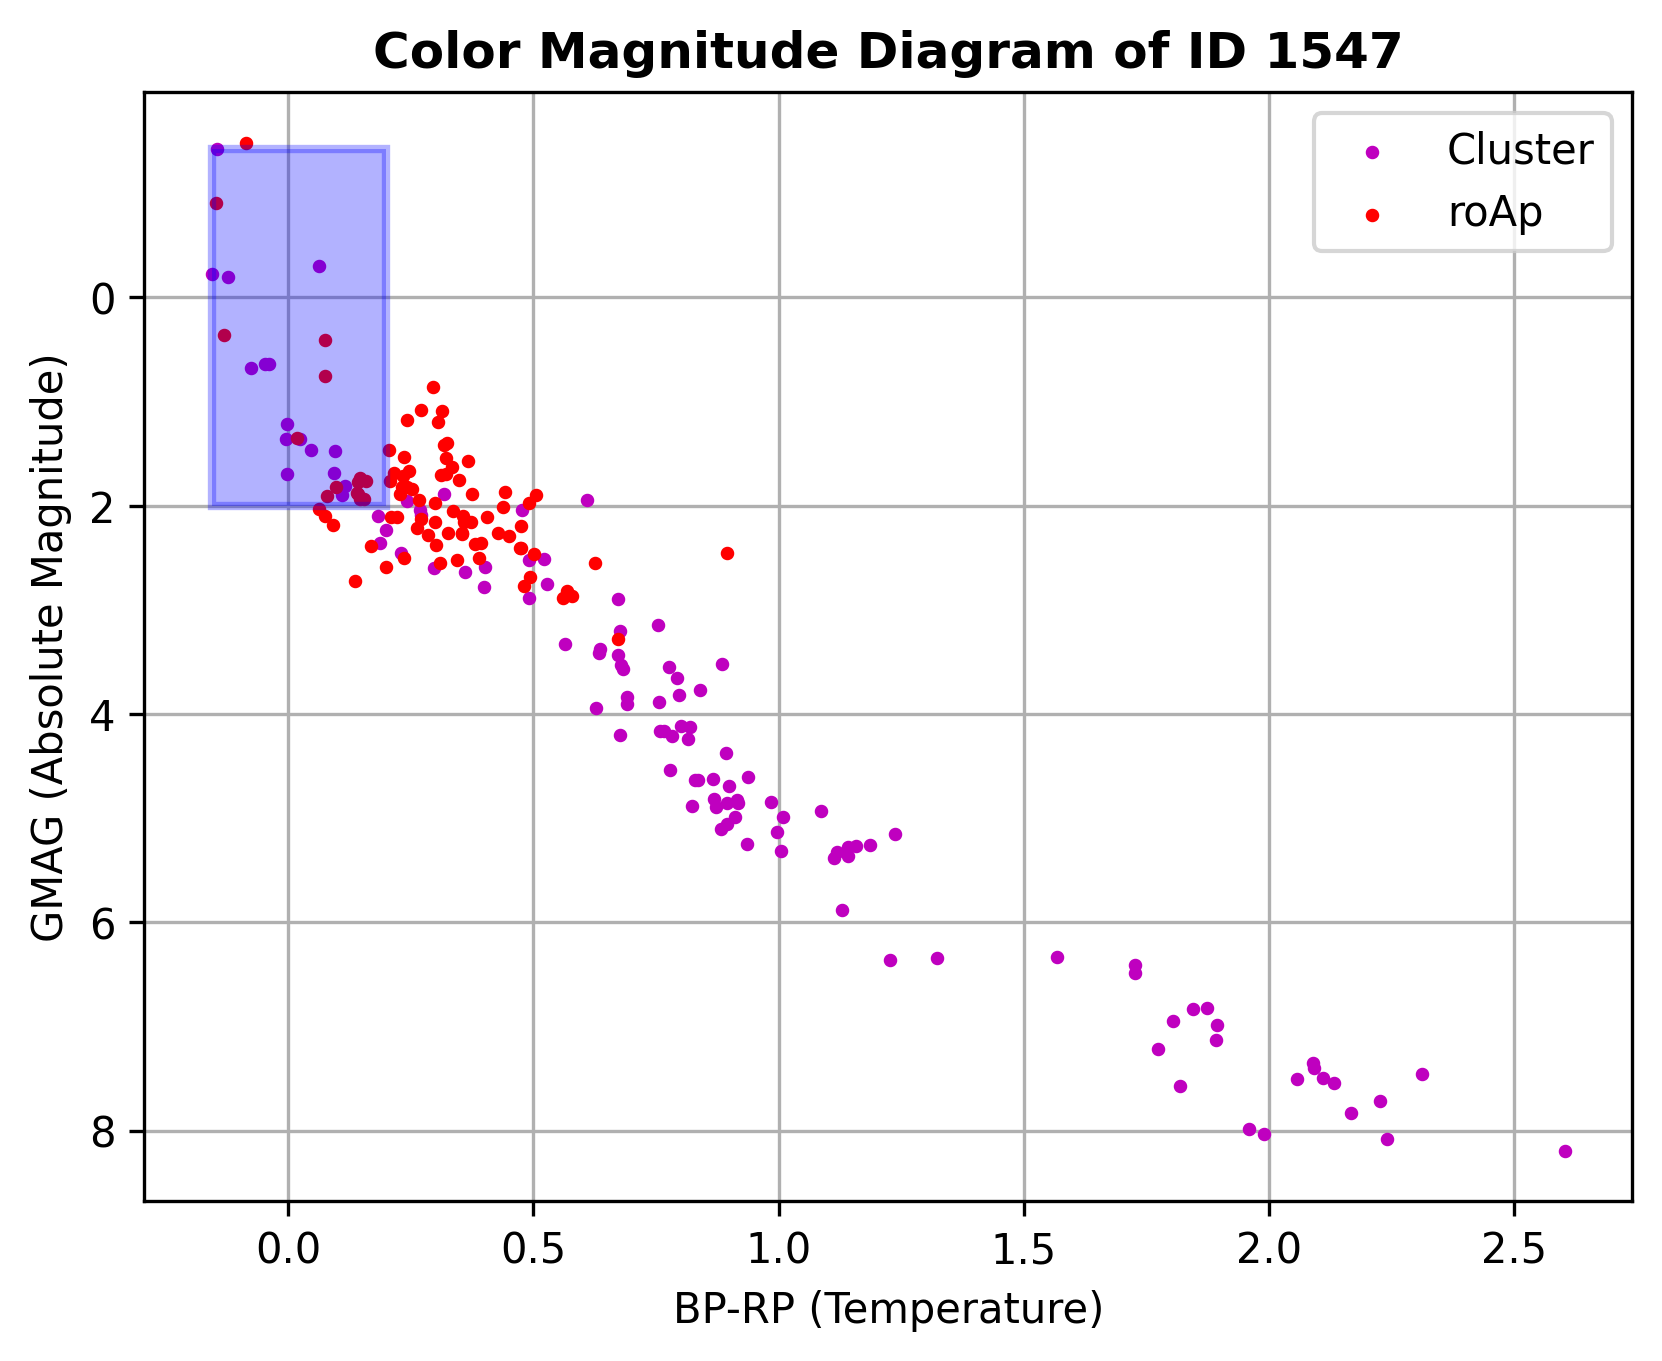 Color Magnitude Diagram of ID 1547
Cluster
roAp
GMAG (Absolute Magnitude)
0
2
4
6
8
0.0 0.5 1.0 1.5 2.0 2.5
BP-RP (Temperature)